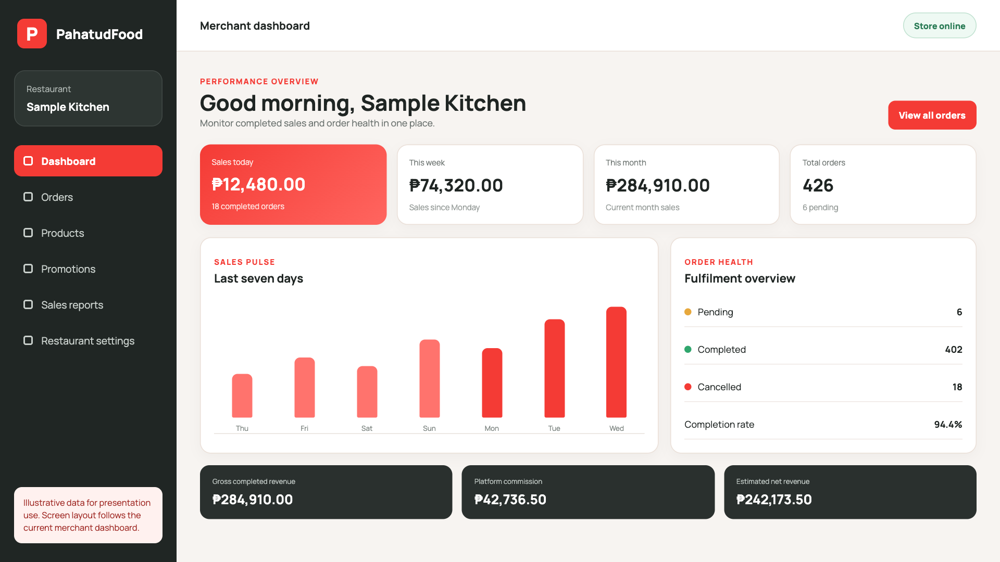 P
PahatudFood
Restaurant
Sample Kitchen
Dashboard
Orders
Products
Promotions
Sales reports
Restaurant settings
Illustrative data for presentation
use. Screen layout follows the
current merchant dashboard.
Merchant dashboard
Store online
PERFORMANCE OVERVIEW
Good morning, Sample Kitchen
Monitor completed sales and order health in one place.
View all orders
Sales today
₱12,480.00
18 completed orders
This week
₱74,320.00
Sales since Monday
This month
₱284,910.00
Current month sales
Total orders
426
6 pending
SALES PULSE
Last seven days
Thu Fri Sat Sun Mon Tue Wed
ORDER HEALTH
Fulfilment overview
Pending 6
Completed 402
Cancelled 18
Completion rate 94.4%
Gross completed revenue
₱284,910.00
Platform commission
₱42,736.50
Estimated net revenue
₱242,173.50